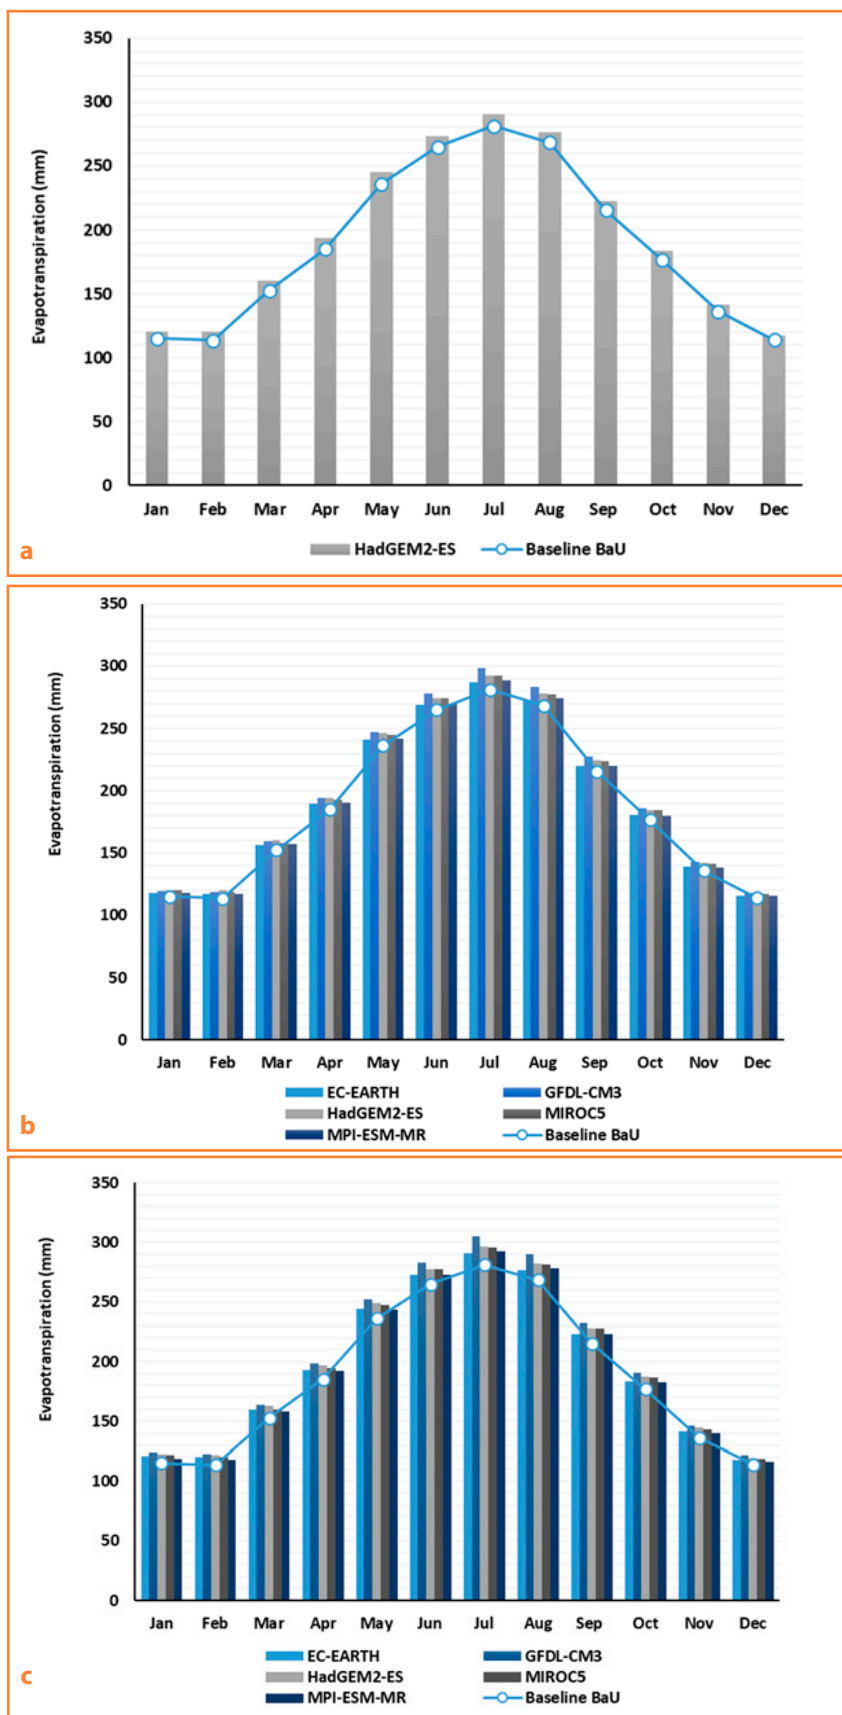 350
300
250
200
150
100
50
0
Evapotranspiration (mm)
Jan Feb Mar Apr May Jun Jul Aug Sep Oct Nov Dec
HadGEM2-ES Baseline BaU
a
350
300
250
200
150
100
50
0
Evapotranspiration (mm)
Jan Feb Mar Apr May Jun Jul Aug Sep Oct Nov Dec
EC-EARTH GFDL-CM3
HadGEM2-ES MIROC5
MPI-ESM-MR Baseline BaU
b
350
300
250
200
150
100
50
0
Evapotranspiration (mm)
Jan Feb Mar Apr May Jun Jul Aug Sep Oct Nov Dec
EC-EARTH GFDL-CM3
HadGEM2-ES MIROC5
MPI-ESM-MR Baseline BaU
c